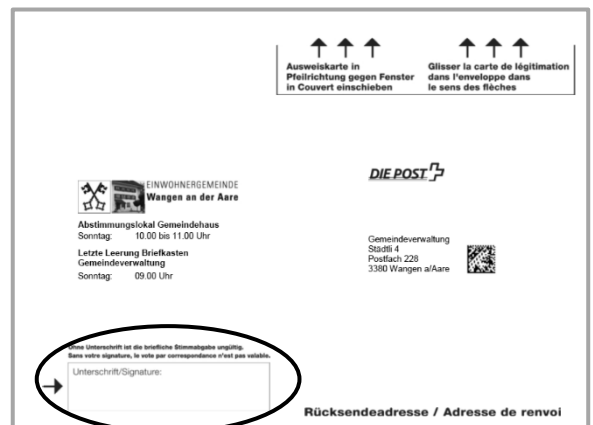 Ausweiskarte in
Pfeilrichtung gegen Fenster
in Couvert einschieben
Glisser la carte de légitimation
dans l'enveloppe dans
le sens des flèches
EINWOHNERGEMEINDE
Wangen an der Aare
Abstimmungslokal Gemeindehaus
Sonntag: 10.00 bis 11.00 Uhr
Letzte Leerung Briefkasten
Gemeindeverwaltung
Sonntag: 09.00 Uhr
DIE POST
Gemeindeverwaltung
Städtli 4
Postfach 228
3380 Wangen a/Aare
Ohne Unterschrift ist die briefliche Stimmabgabe ungültig.
Sans votre signature, le vote par correspondance n'est pas valable.
Unterschrift/Signature:
Rücksendeadresse / Adresse de renvoi